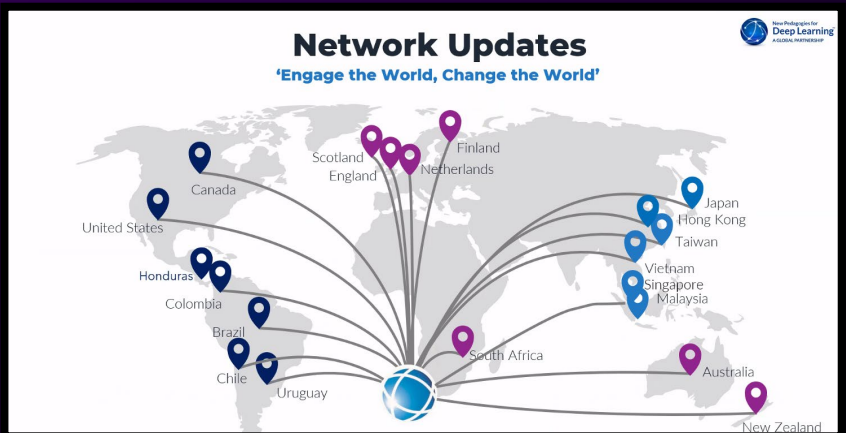 Network Updates
‘Engage the World, Change the World’
New Pedagogies for
Deep Learning™
A GLOBAL PARTNERSHIP
Canada
United States
Honduras
Colombia
Brazil
Chile
Uruguay
Scotland
England
Netherlands
Finland
South Africa
Japan
Hong Kong
Taiwan
Vietnam
Singapore
Malaysia
Australia
New Zealand